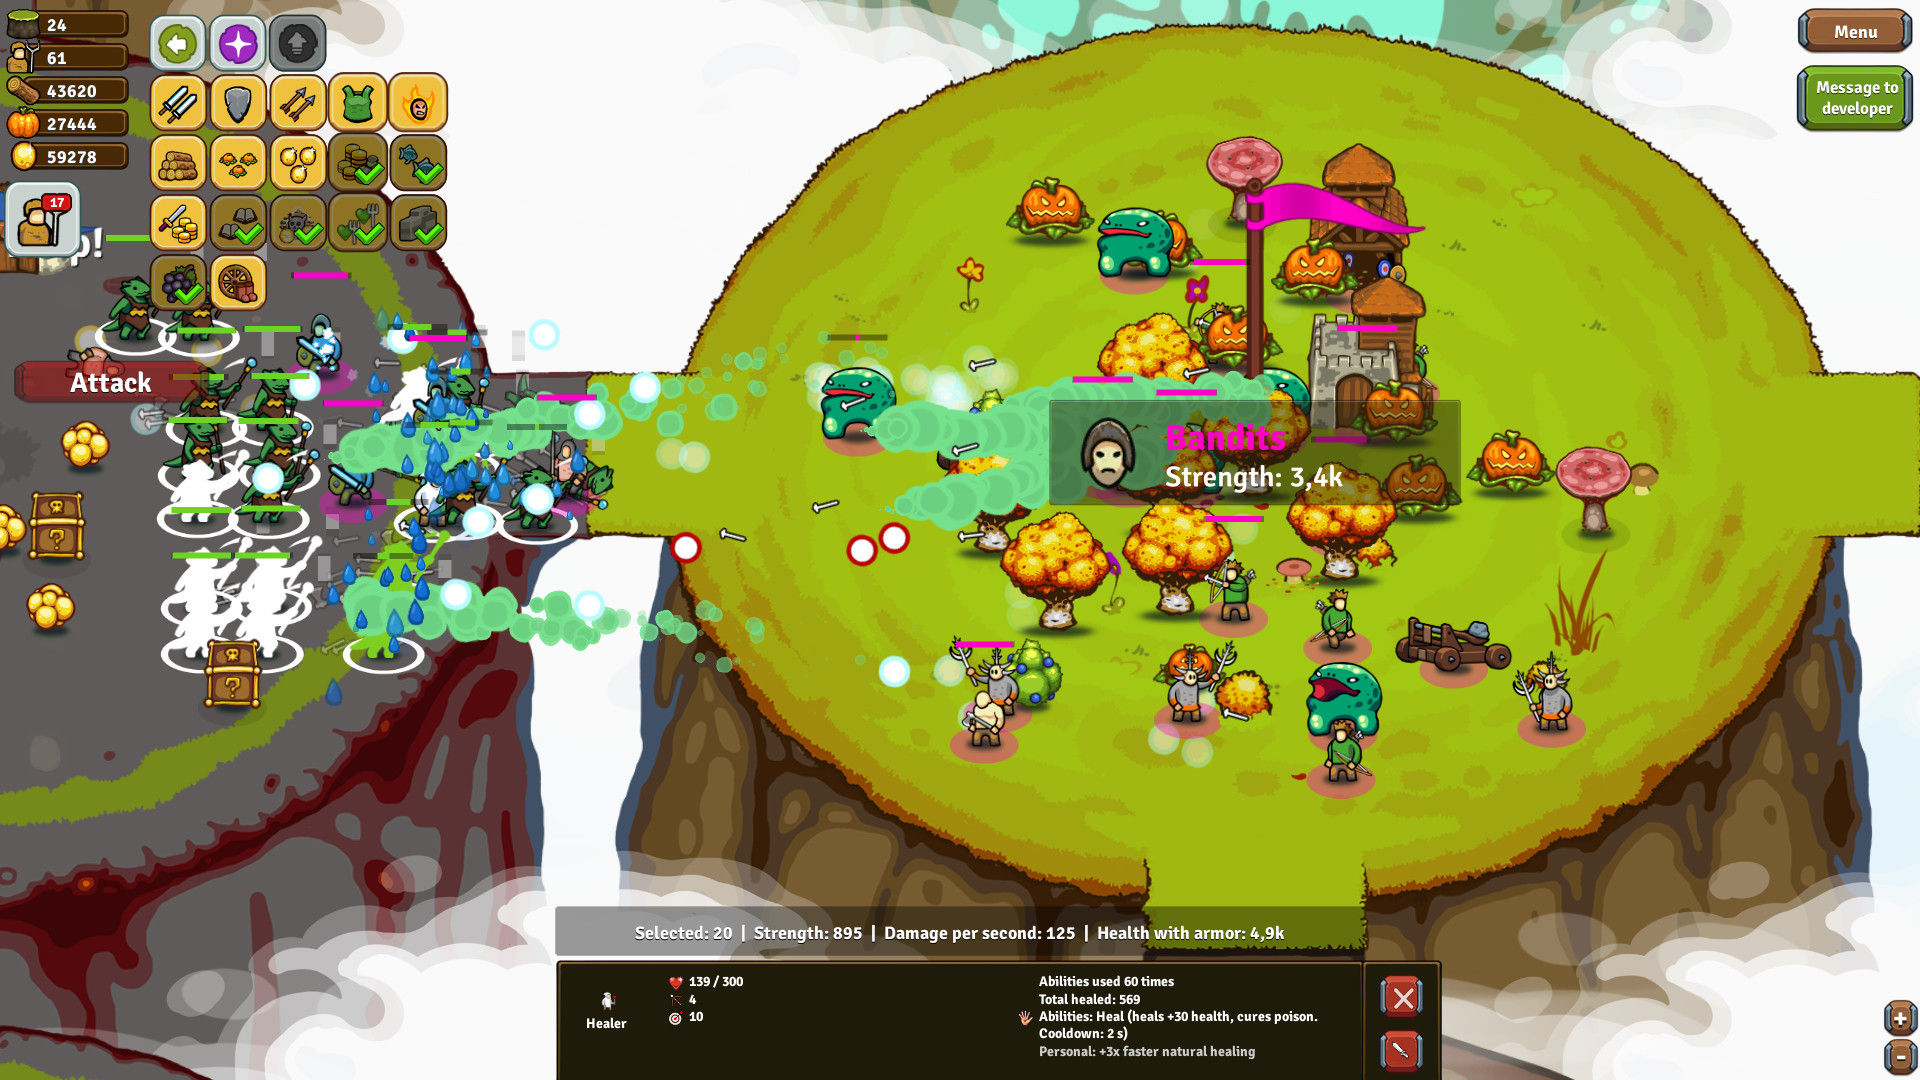 24
61
43620
27444
59278
17
p!
Attack
Menu
Message to
developer
Bandits
Strength: 3,4k
Selected: 20 | Strength: 895 | Damage per second: 125 | Health with armor: 4,9k
Healer
139 / 300
4
10
Abilities used 60 times
Total healed: 569
Abilities: Heal (heals +30 health, cures poison.
Cooldown: 2 s)
Personal: +3x faster natural healing